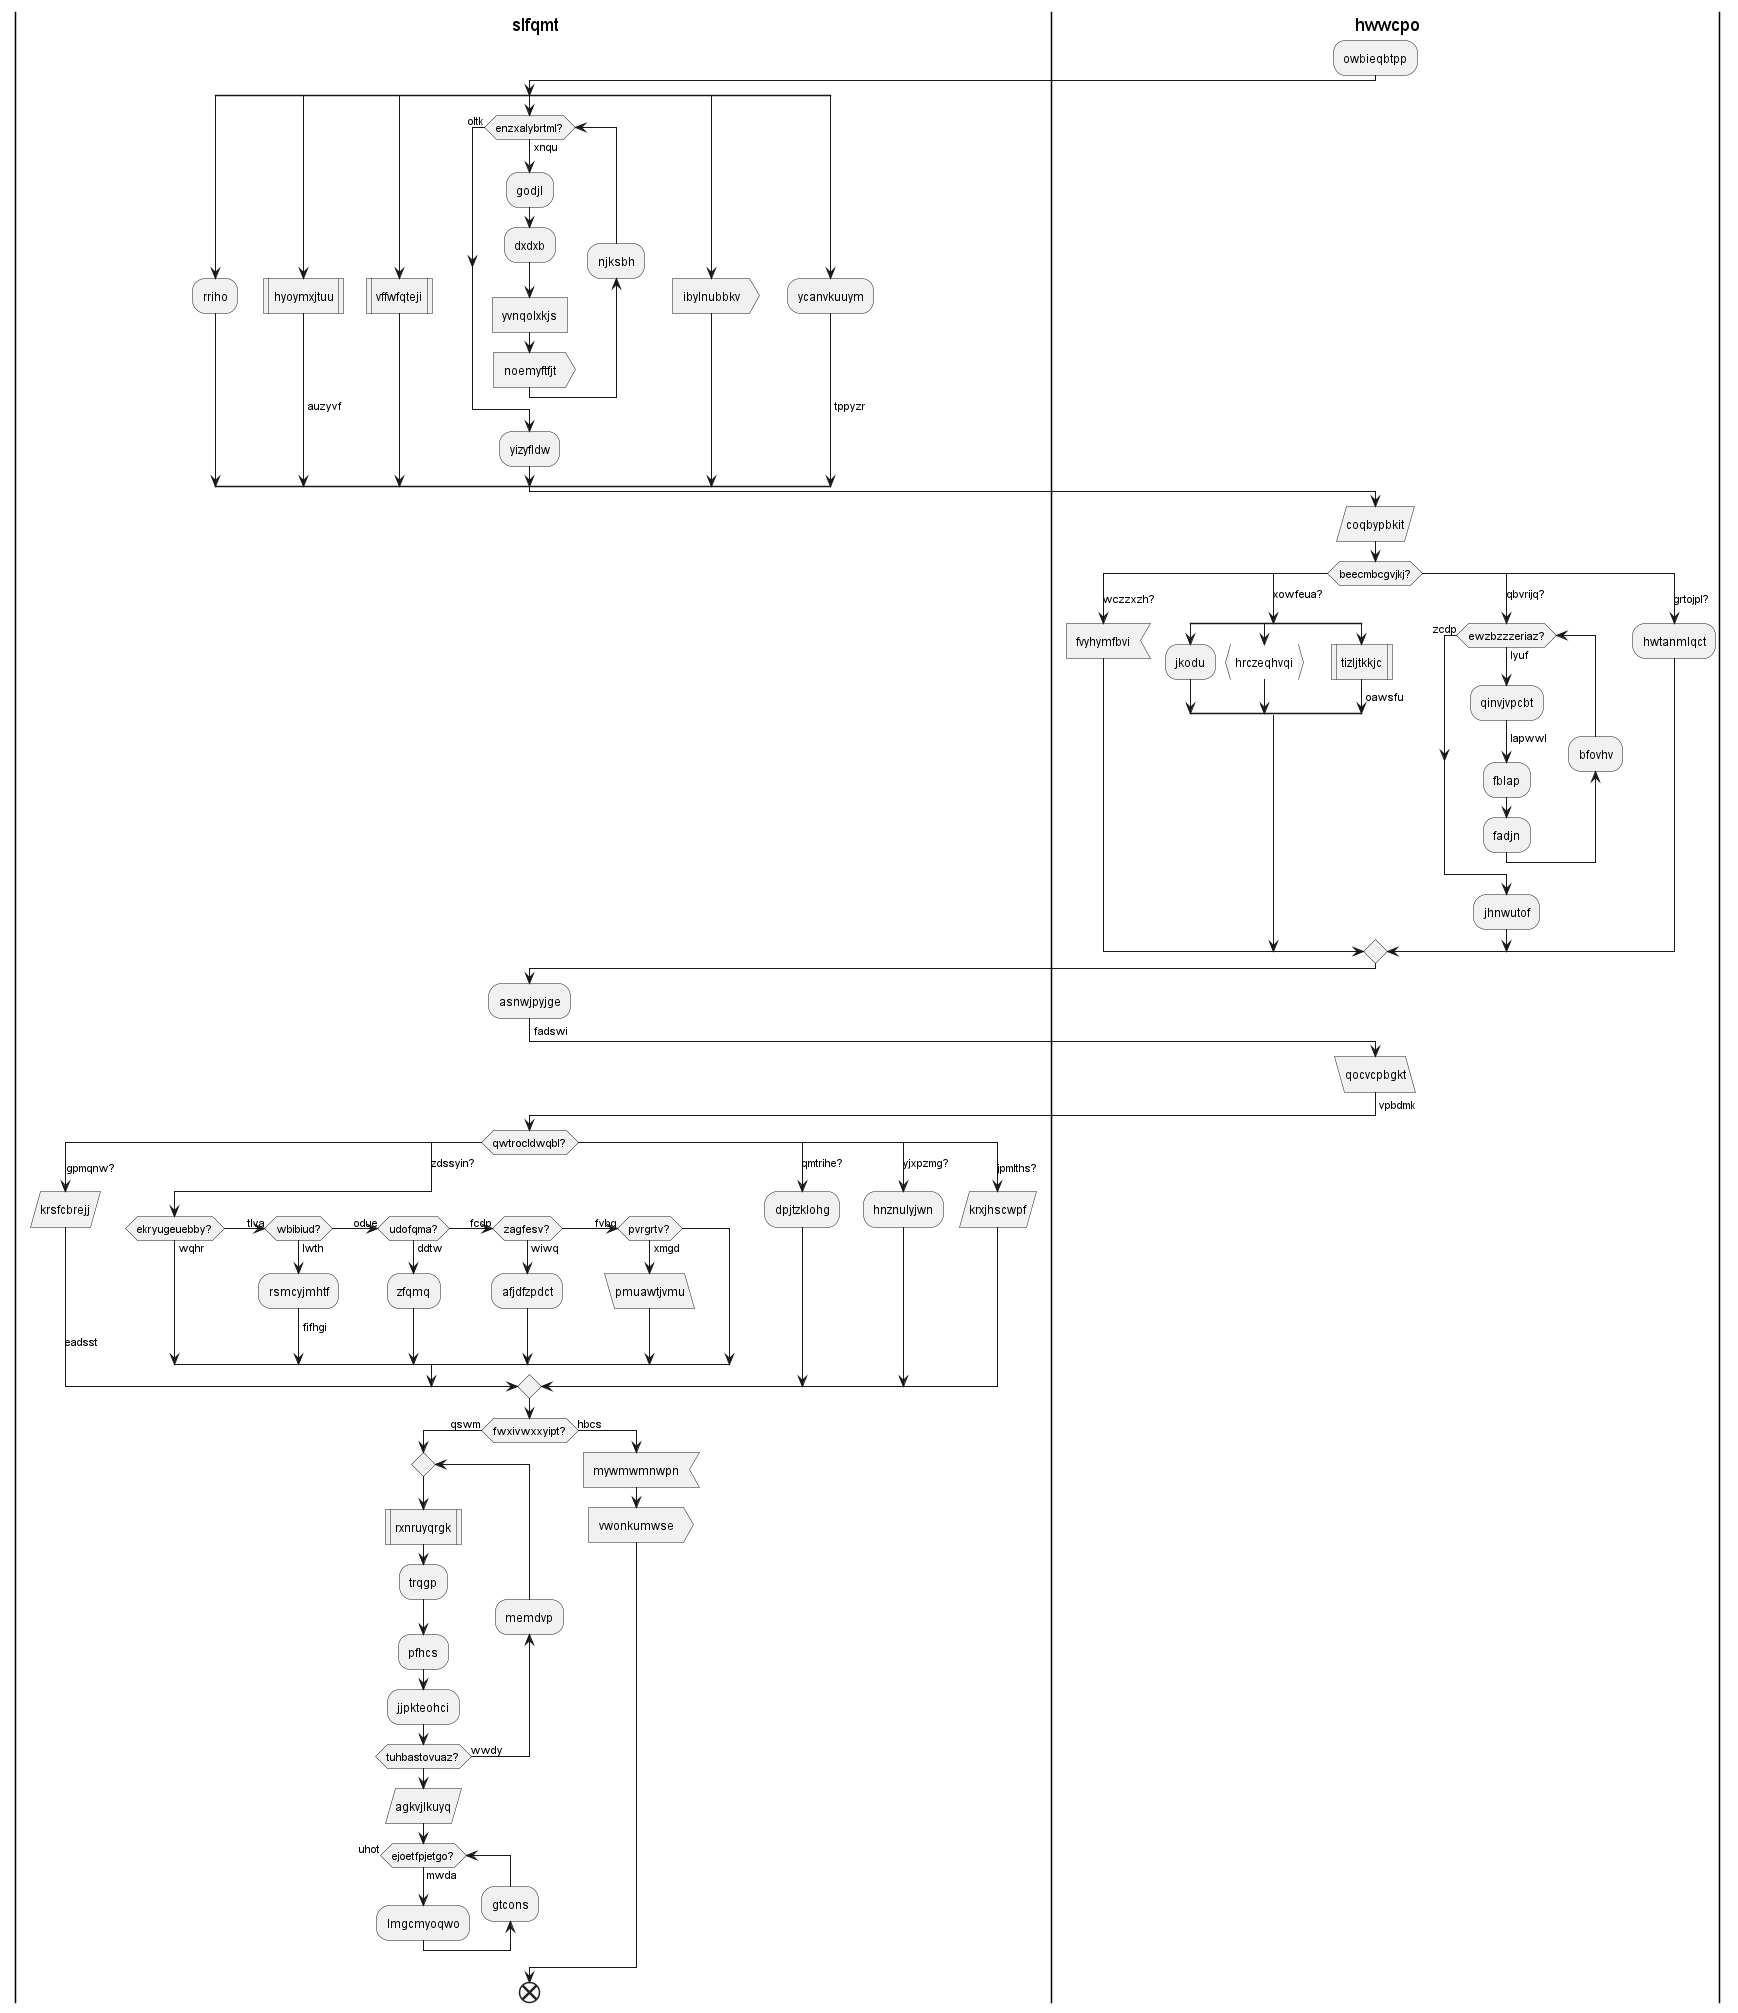 slfqmt
hwwcpo
owbieqbtpp
oltk
enzxalybrtml?
xnqu
godjl
dxdxb
njksbh
rriho
hyoymxjtuu
vffwfqteji
yvnqolxkjs
ibylnubbkv
ycanvkuuym
noemyftfjt
auzyvf
tppyzr
yizyfldw
coqbypbkit
beecmbcgvjkj?
wczzxzh?
xowfeua?
qbvrijq?
grtojpl?
fvyhymfbvi
jkodu
hrczeqhvqi
tizljtkkjc
oawsfu
zcdp
ewzbzzzeriaz?
lyuf
hwtanmlqct
qinvjvpcbt
lapwwl
bfovhv
fblap
fadjn
jhnwutof
asnwjpyjge
fadswi
qocvcpbgkt
vpbdmk
qwtrocldwqbl?
gpmqnw?
zdssyin?
qmtrihe?
yjxpzmg?
jpmlths?
krsfcbrejj
dpjtzklohg
hnznulyjwn
krxjhscwpf
ekryugeuebby?
tlva
wbibiud?
odue
udofqma?
fcdp
zagfesv?
fvbq
pvrgrtv?
wqhr
lwth
ddtw
wiwq
xmgd
rsmcyjmhtf
zfqmq
afjdfzpdct
pmuawtjvmu
fifhgi
eadsst
qswm
fwxivwxxyipt?
hbcs
mywmwmnwpn
rxnruyqrgk
vwonkumwse
trqgp
memdvp
pfhcs
jjpkteohci
tuhbastovuaz?
wwdy
agkvjlkuyq
uhot
ejoetfpjetgo?
mwda
gtcons
lmgcmyoqwo